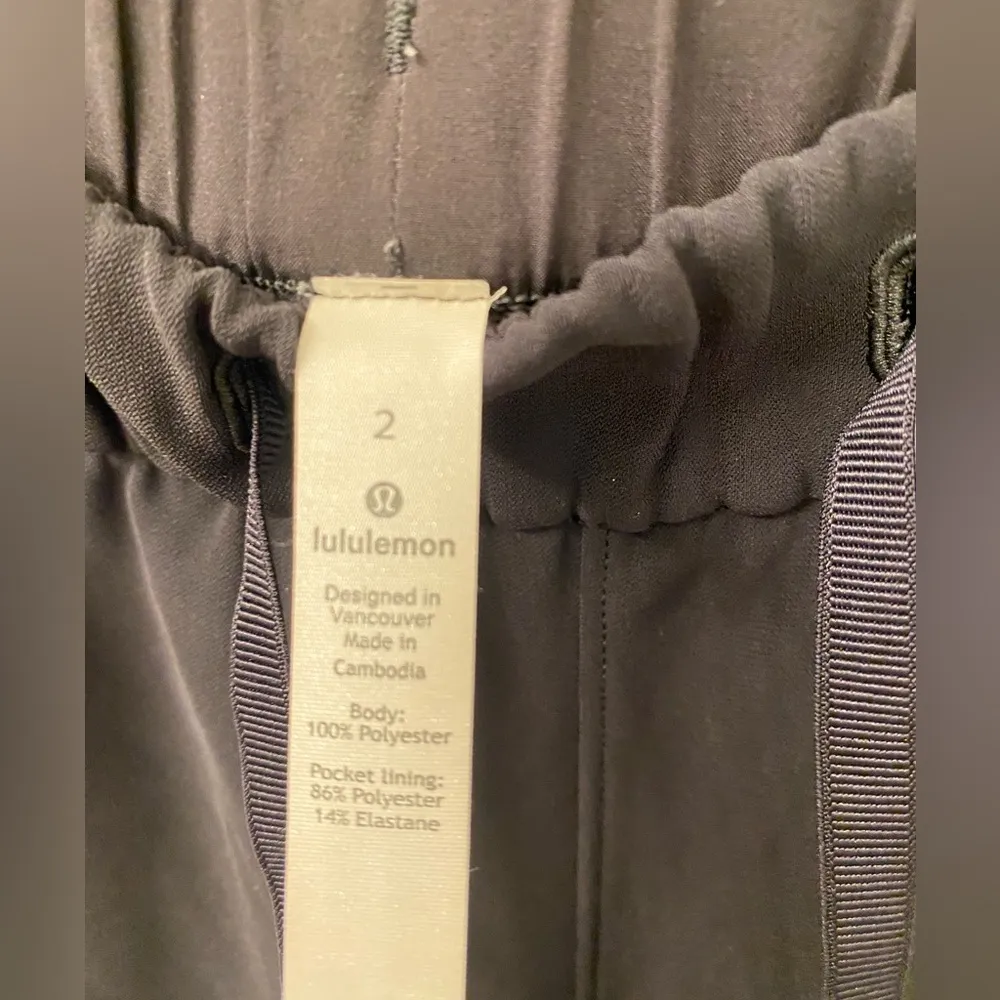 2
lululemon
Designed in
Vancouver
Made in
Cambodia
Body:
100% Polyester
Pocket lining:
86% Polyester
14% Elastane